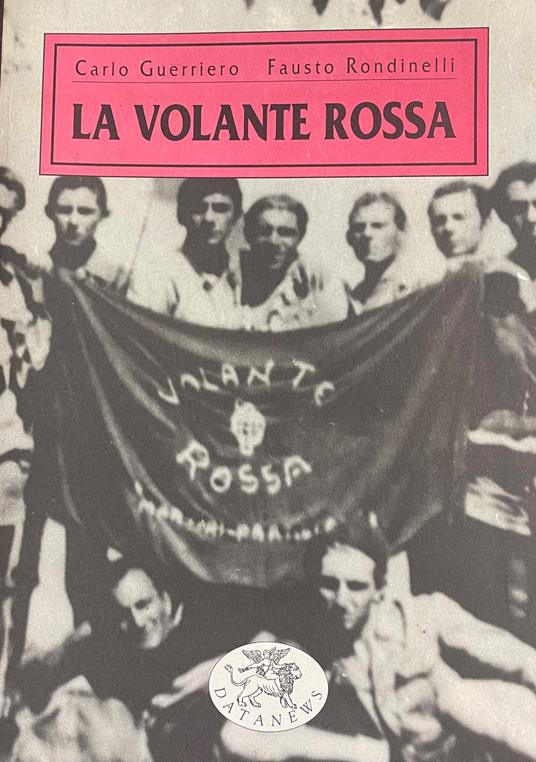 Carlo Guerriero Fausto Rondinelli
LA VOLANTE ROSSA
VOLANTE
ROSSA
DATANEWS